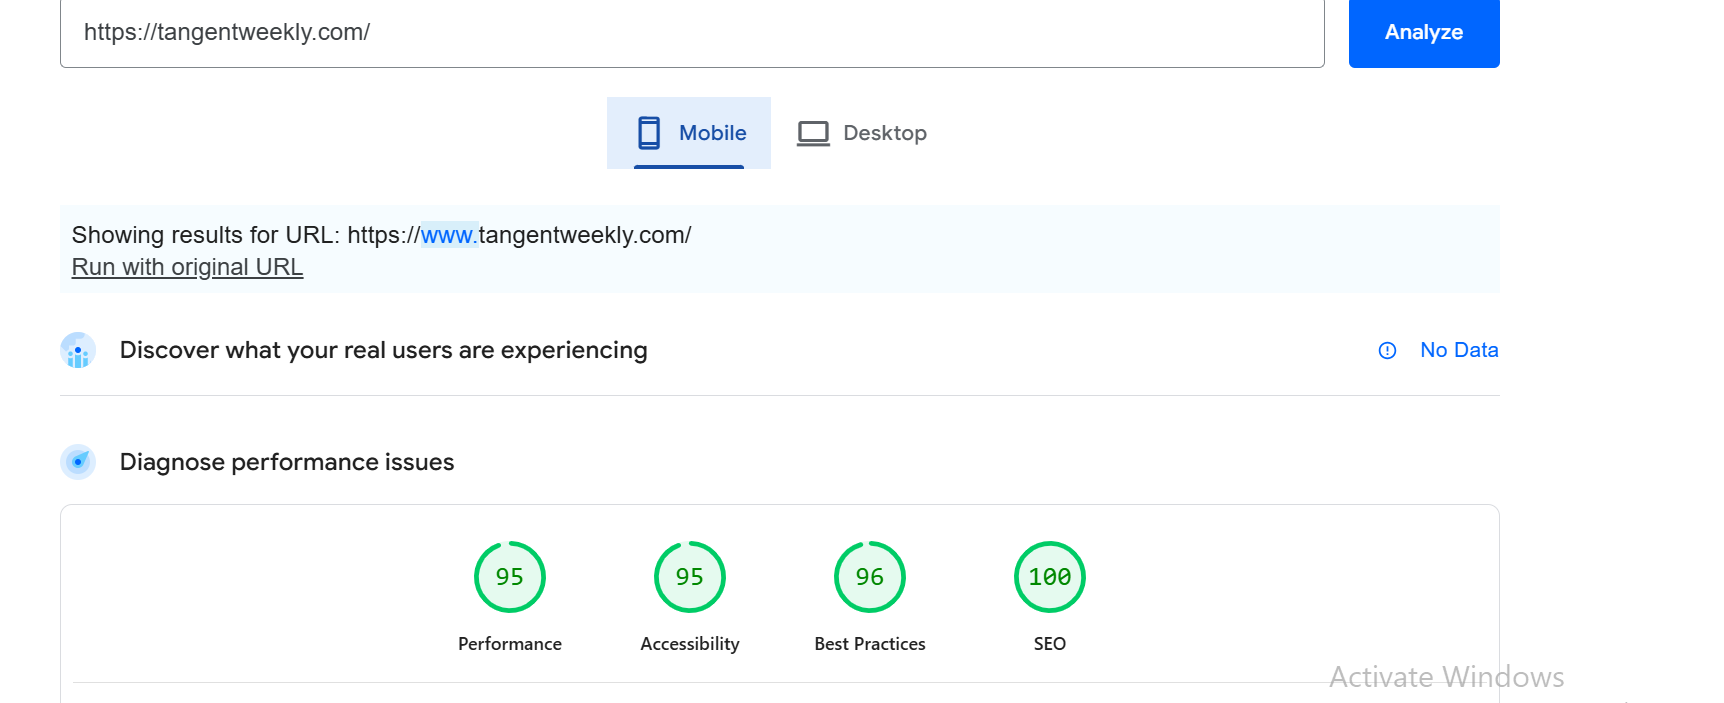 https://tangentweekly.com/
Analyze
Mobile
Desktop
Showing results for URL: https://www.tangentweekly.com/
Run with original URL
Discover what your real users are experiencing
No Data
Diagnose performance issues
95
95
96
100
Performance
Accessibility
Best Practices
SEO
Activate Windows